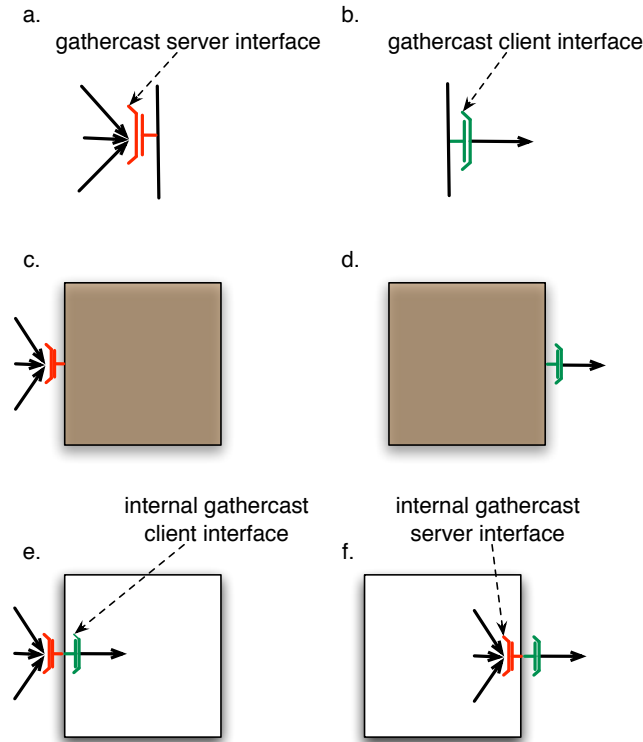 a.
gathercast server interface
b.
gathercast client interface
c.
d.
internal gathercast
client interface
internal gathercast
server interface
e.
f.